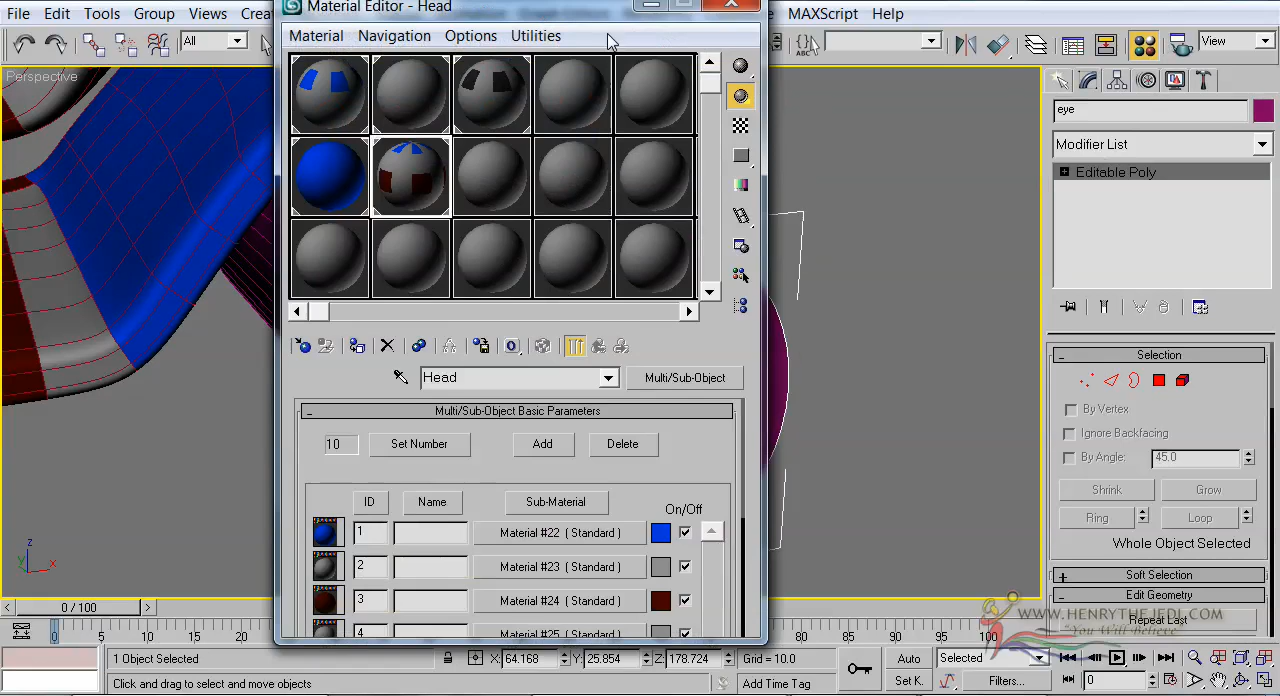 File Edit Tools Group Views Crea
Material Editor - Head
MAXScript Help
Material Navigation Options Utilities
All
ABC
View
Perspective
eye
Modifier List
Editable Poly
Head
Multi/Sub-Object
Multi/Sub-Object Basic Parameters
10 Set Number Add Delete
ID Name Sub-Material On/Off
1 Material #22 ( Standard )
2 Material #23 ( Standard )
3 Material #24 ( Standard )
4
Selection
By Vertex
Ignore Backfacing
By Angle: 45.0
Shrink Grow
Ring Loop
Whole Object Selected
Soft Selection
Edit Geometry
Repeat Last
WWW.HENRYTHEJEDI.COM
"You Will Believe"
z
y
x
0 / 100
0 5 10 15 20 85 90 95 100
1 Object Selected X: 64.168 Y: 25.954 Z: 178.724 Grid = 10.0 Auto Selected
Click and drag to select and move objects Add Time Tag Set K. Filters... 0